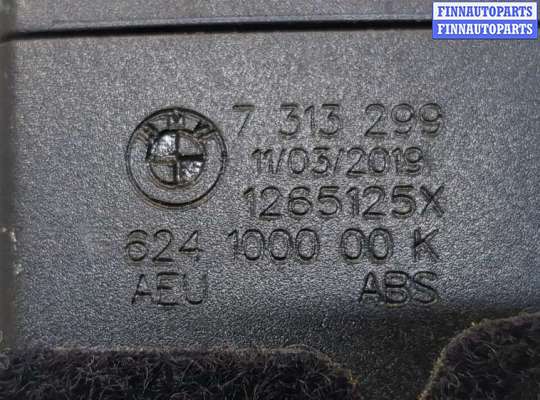 FINNAUTOPARTS
FINNAUTOPARTS
BMW 7 313 299
11/03/2019
1265125X
624 1000 00 K
AEU ABS